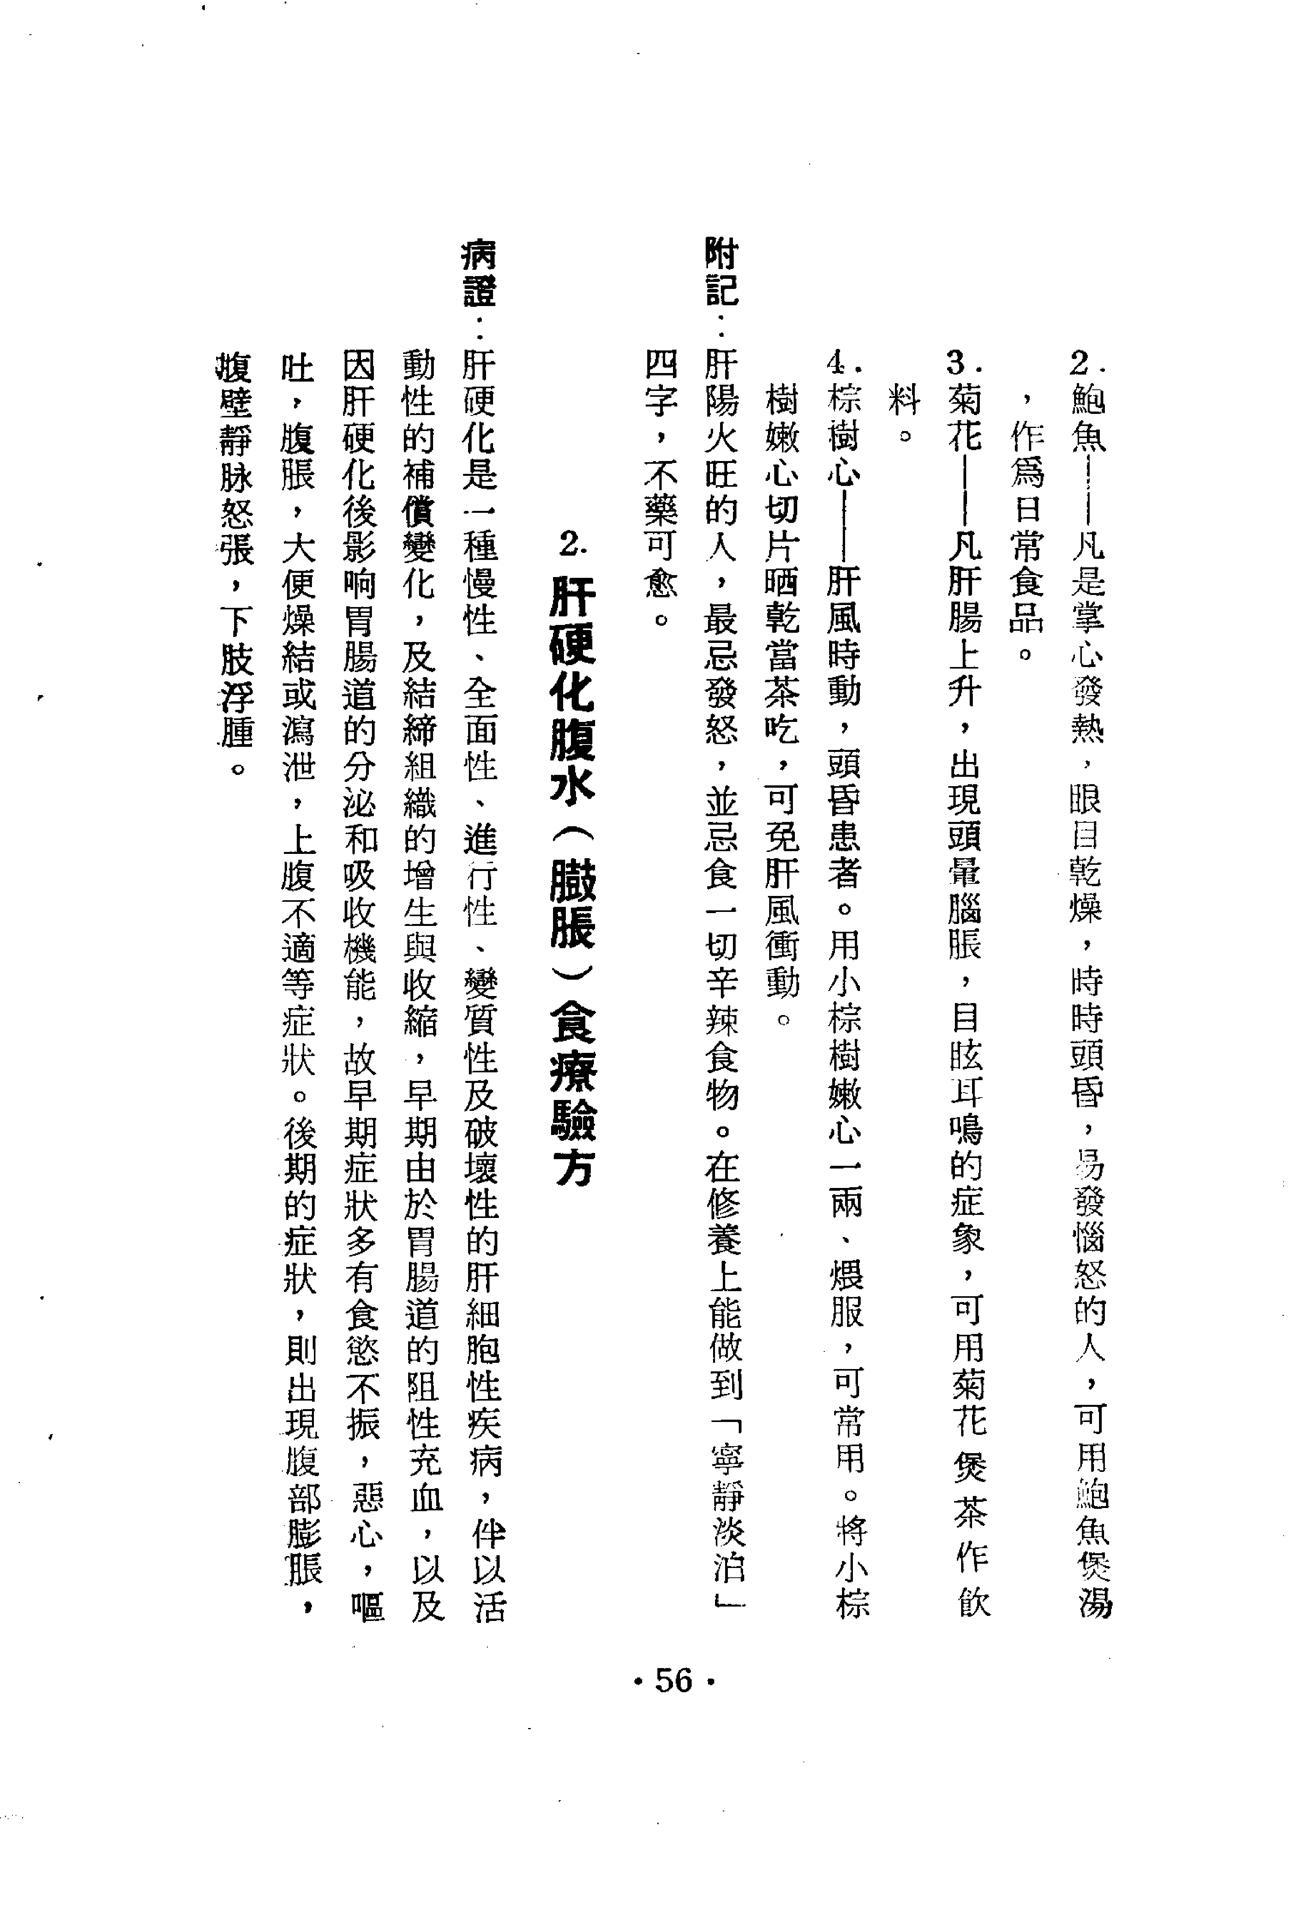 2.鮑魚——凡是掌心發熱，眼目乾燥，時時頭昏，易發惱怒的人，可用鮑魚煲湯
，作爲日常食品。
3.菊花——凡肝腸上升，出現頭暈腦脹，目眩耳鳴的症象，可用菊花煲茶作飲
料。
4.棕樹心——肝風時動，頭昏患者。用小棕樹嫩心一兩、煨服，可常用。將小棕
樹嫩心切片晒乾當茶吃，可免肝風衝動。
附記：肝陽火旺的人，最忌發怒，並忌食一切辛辣食物。在修養上能做到「寧靜淡泊」
四字，不藥可愈。
2.肝硬化腹水（臌脹）食療驗方
病證：肝硬化是一種慢性、全面性、進行性、變質性及破壞性的肝細胞性疾病，伴以活
動性的補償變化，及結締組織的增生與收縮，早期由於胃腸道的阻性充血，以及
因肝硬化後影响胃腸道的分泌和吸收機能，故早期症狀多有食慾不振，惡心，嘔
吐，腹脹，大便燥結或瀉泄，上腹不適等症狀。後期的症狀，則出現腹部膨脹，
腹壁靜脉怒張，下肢浮腫。
·56·